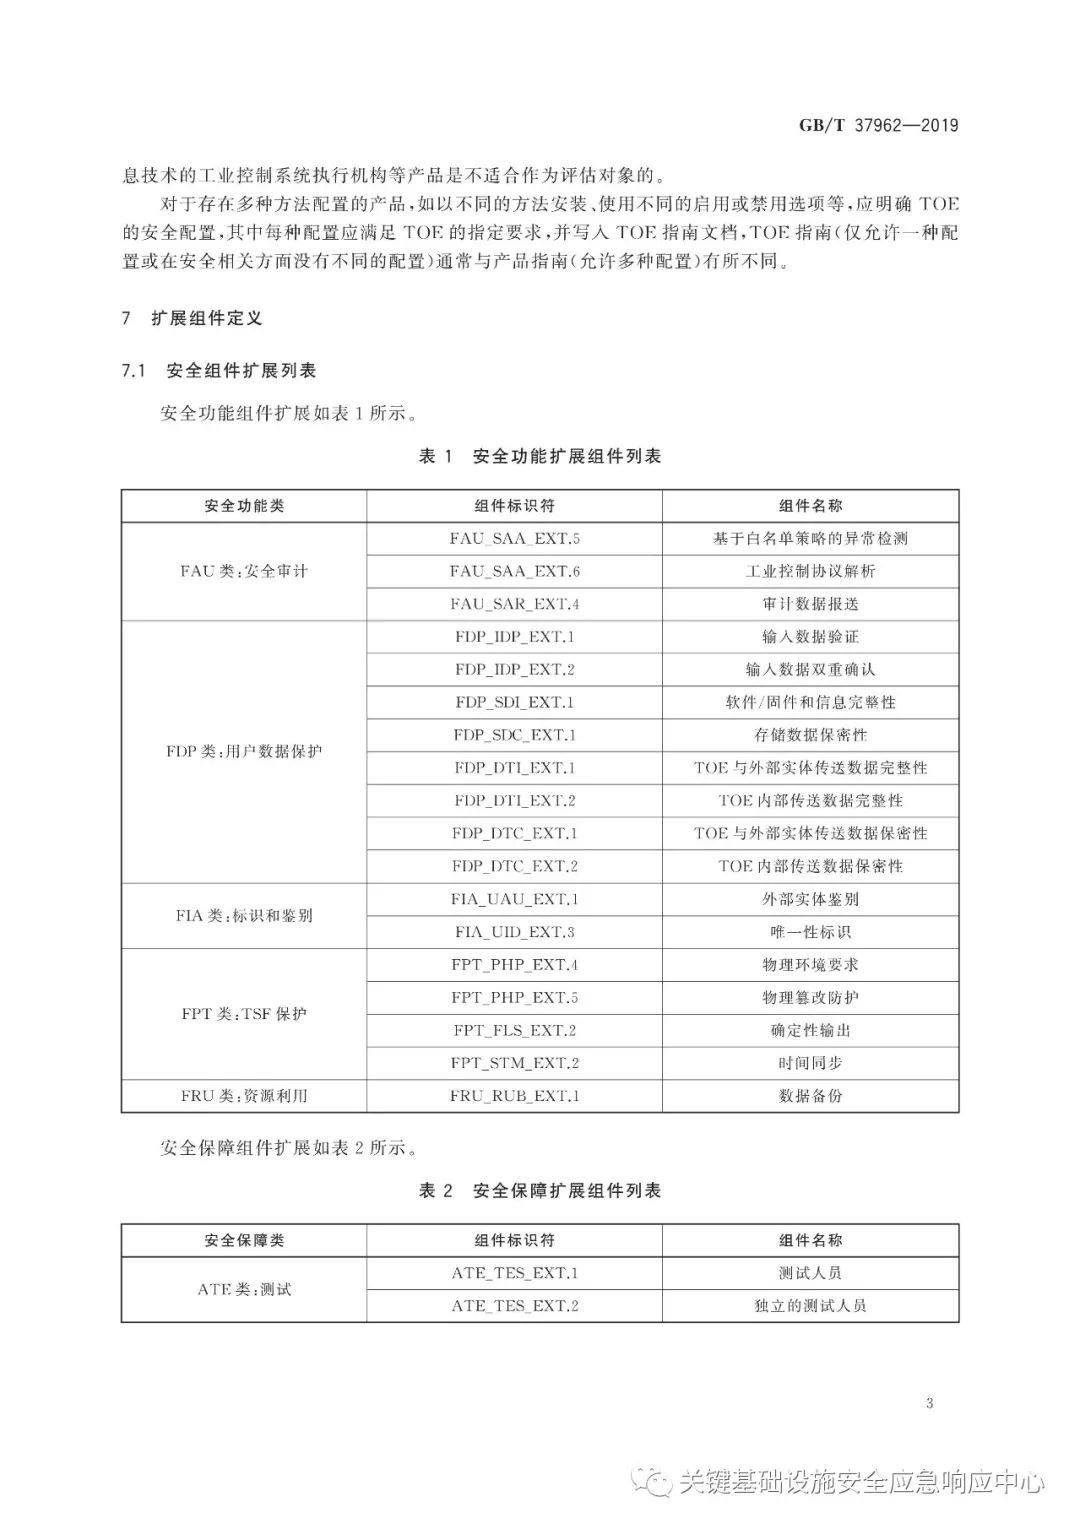 GB/T 37962—2019
息技术的工业控制系统执行机构等产品是不适合作为评估对象的。
对于存在多种方法配置的产品,如以不同的方法安装、使用不同的启用或禁用选项等,应明确 TOE
的安全配置,其中每种配置应满足 TOE 的指定要求,并写入 TOE 指南文档,TOE 指南(仅允许一种配
置或在安全相关方面没有不同的配置)通常与产品指南(允许多种配置)有所不同。
7 扩展组件定义
7.1 安全组件扩展列表
安全功能组件扩展如表 1 所示。
表 1 安全功能扩展组件列表
安全功能类 组件标识符 组件名称
FAU 类:安全审计
FAU_SAA_EXT.5 基于白名单策略的异常检测
FAU_SAA_EXT.6 工业控制协议解析
FAU_SAR_EXT.4 审计数据报送
FDP 类:用户数据保护
FDP_IDP_EXT.1 输入数据验证
FDP_IDP_EXT.2 输入数据双重确认
FDP_SDI_EXT.1 软件/固件和信息完整性
FDP_SDC_EXT.1 存储数据保密性
FDP_DTI_EXT.1 TOE 与外部实体传送数据完整性
FDP_DTI_EXT.2 TOE 内部传送数据完整性
FDP_DTC_EXT.1 TOE 与外部实体传送数据保密性
FDP_DTC_EXT.2 TOE 内部传送数据保密性
FIA 类:标识和鉴别
FIA_UAU_EXT.1 外部实体鉴别
FIA_UID_EXT.3 唯一性标识
FPT 类:TSF 保护
FPT_PHP_EXT.4 物理环境要求
FPT_PHP_EXT.5 物理篡改防护
FPT_FLS_EXT.2 确定性输出
FPT_STM_EXT.2 时间同步
FRU 类:资源利用 FRU_RUB_EXT.1 数据备份
安全保障组件扩展如表 2 所示。
表 2 安全保障扩展组件列表
安全保障类 组件标识符 组件名称
ATE 类:测试
ATE_TES_EXT.1 测试人员
ATE_TES_EXT.2 独立的测试人员
3
关键基础设施安全应急响应中心